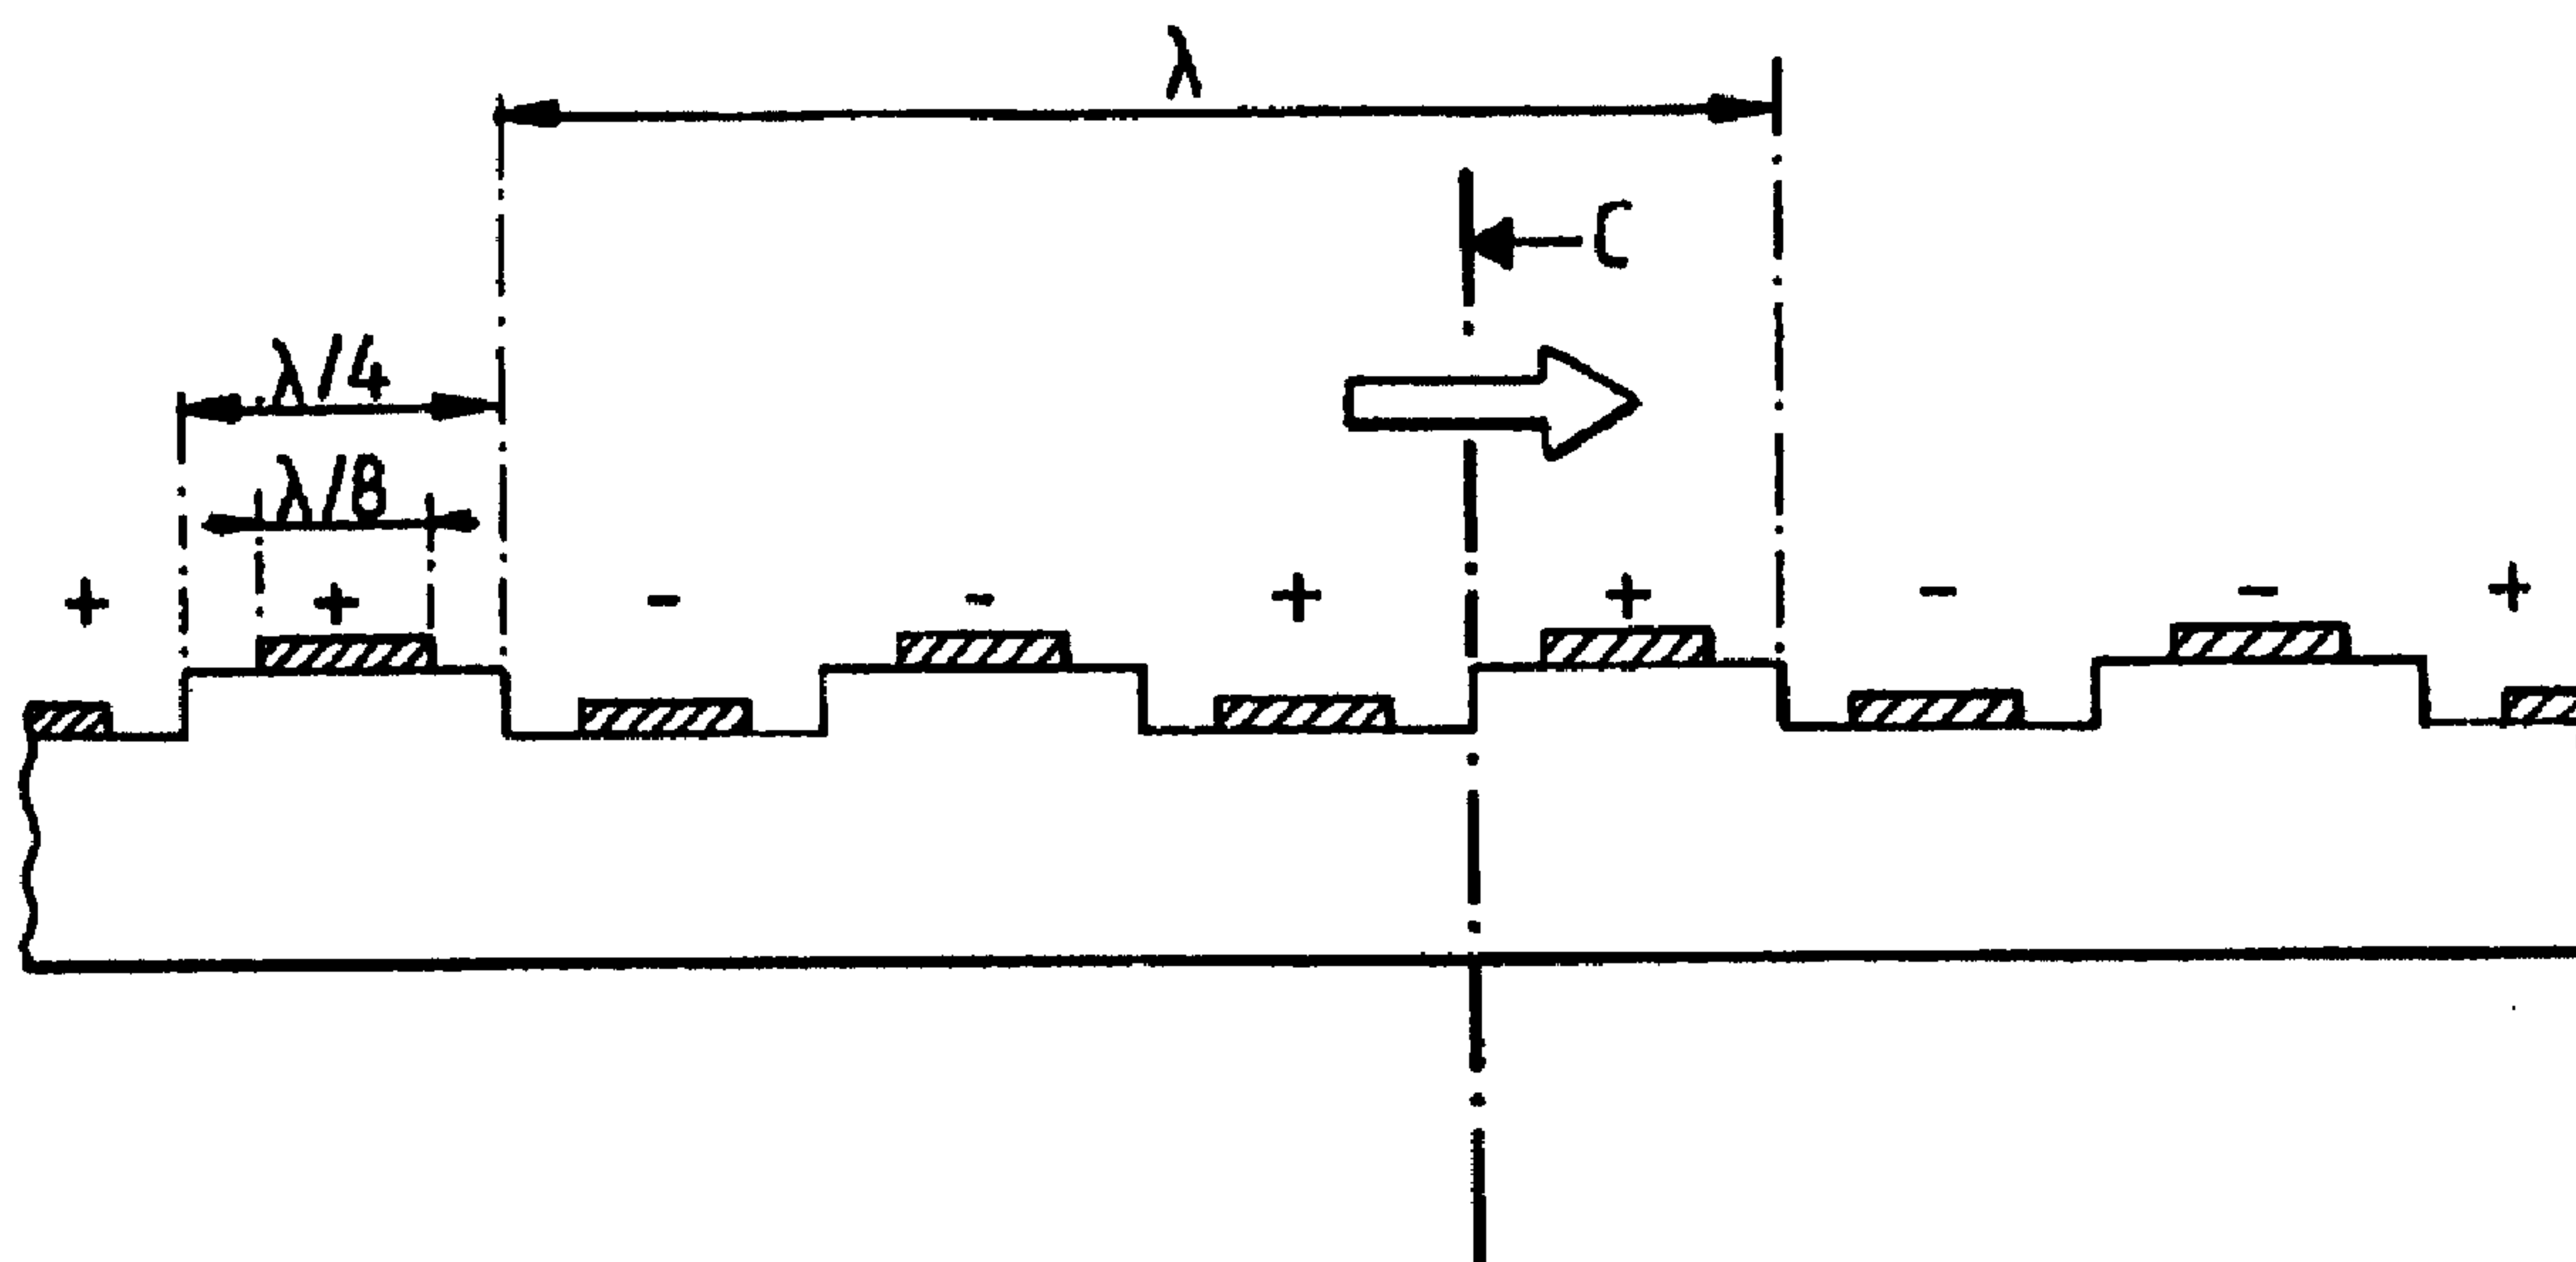 λ
C
λ/4
λ/8
+ + - - + + - - +